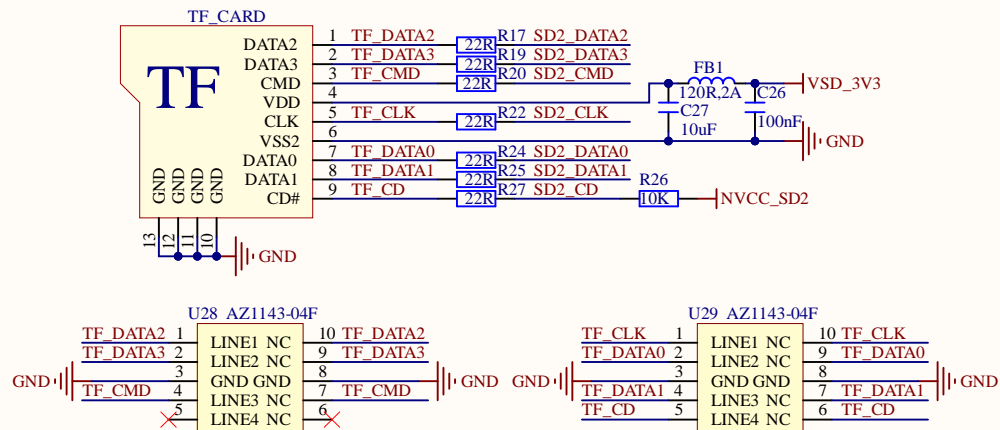 TF_CARD
DATA2 1 TF_DATA2 22R R17 SD2_DATA2
DATA3 2 TF_DATA3 22R R19 SD2_DATA3
CMD 3 TF_CMD 22R R20 SD2_CMD
TF
VDD 4
FB1
120R,2A
VSD_3V3
C27
10uF
C26
100nF
CLK 5 TF_CLK 22R R22 SD2_CLK
VSS2 6
GND
DATA0 7 TF_DATA0 22R R24 SD2_DATA0
DATA1 8 TF_DATA1 22R R25 SD2_DATA1
CD# 9 TF_CD 22R R27 SD2_CD
R26
10K
NVCC_SD2
GND GND GND GND
13 12 11 10
GND
U28 AZ1143-04F
TF_DATA2 1 LINE1 NC 10 TF_DATA2
TF_DATA3 2 LINE2 NC 9 TF_DATA3
GND 3 GND GND 8 GND
TF_CMD 4 LINE3 NC 7 TF_CMD
5 LINE4 NC 6
U29 AZ1143-04F
TF_CLK 1 LINE1 NC 10 TF_CLK
TF_DATA0 2 LINE2 NC 9 TF_DATA0
GND 3 GND GND 8 GND
TF_DATA1 4 LINE3 NC 7 TF_DATA1
TF_CD 5 LINE4 NC 6 TF_CD